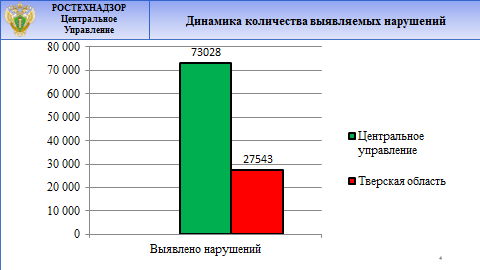 РОСТЕХНАДЗОР
Центральное
Управление
Динамика количества выявляемых нарушений
80 000
70 000
60 000
50 000
40 000
30 000
20 000
10 000
0
73028
27543
Выявлено нарушений
Центральное
управление
Тверская область
4